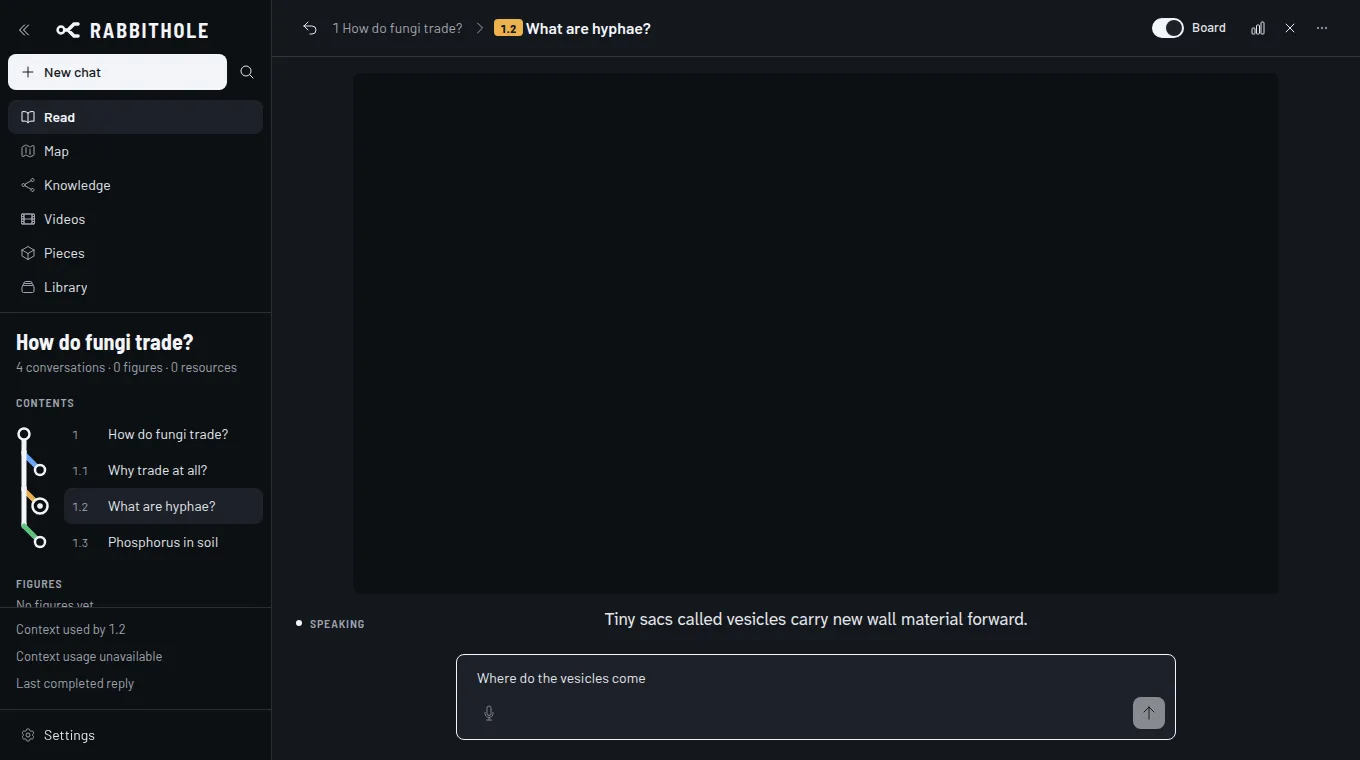 RABBITHOLE
New chat
Read
Map
Knowledge
Videos
Pieces
Library
How do fungi trade?
4 conversations · 0 figures · 0 resources
CONTENTS
1 How do fungi trade?
1.1 Why trade at all?
1.2 What are hyphae?
1.3 Phosphorus in soil
FIGURES
No figures yet
Context used by 1.2
Context usage unavailable
Last completed reply
Settings
1 How do fungi trade? 1.2 What are hyphae?
Board
Tiny sacs called vesicles carry new wall material forward.
SPEAKING
Where do the vesicles come